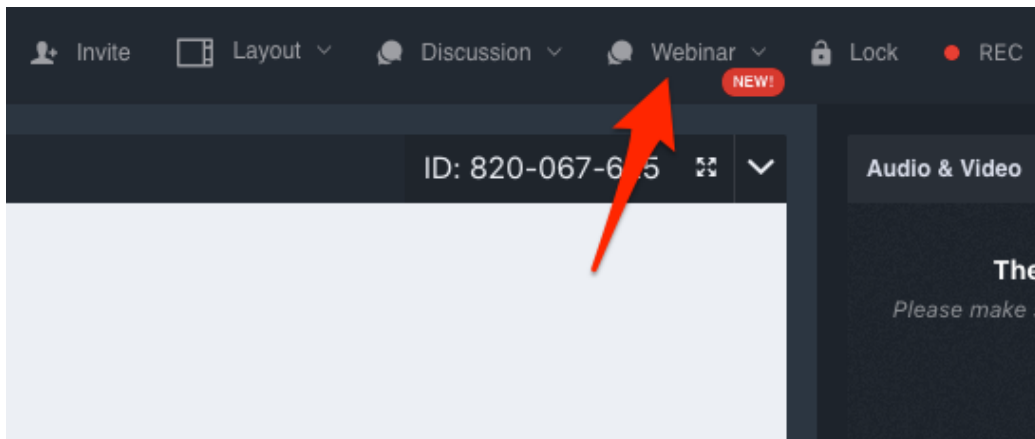 Invite Layout Discussion Webinar Lock REC
NEW!
ID: 820-067-
Audio & Video
The
Please make